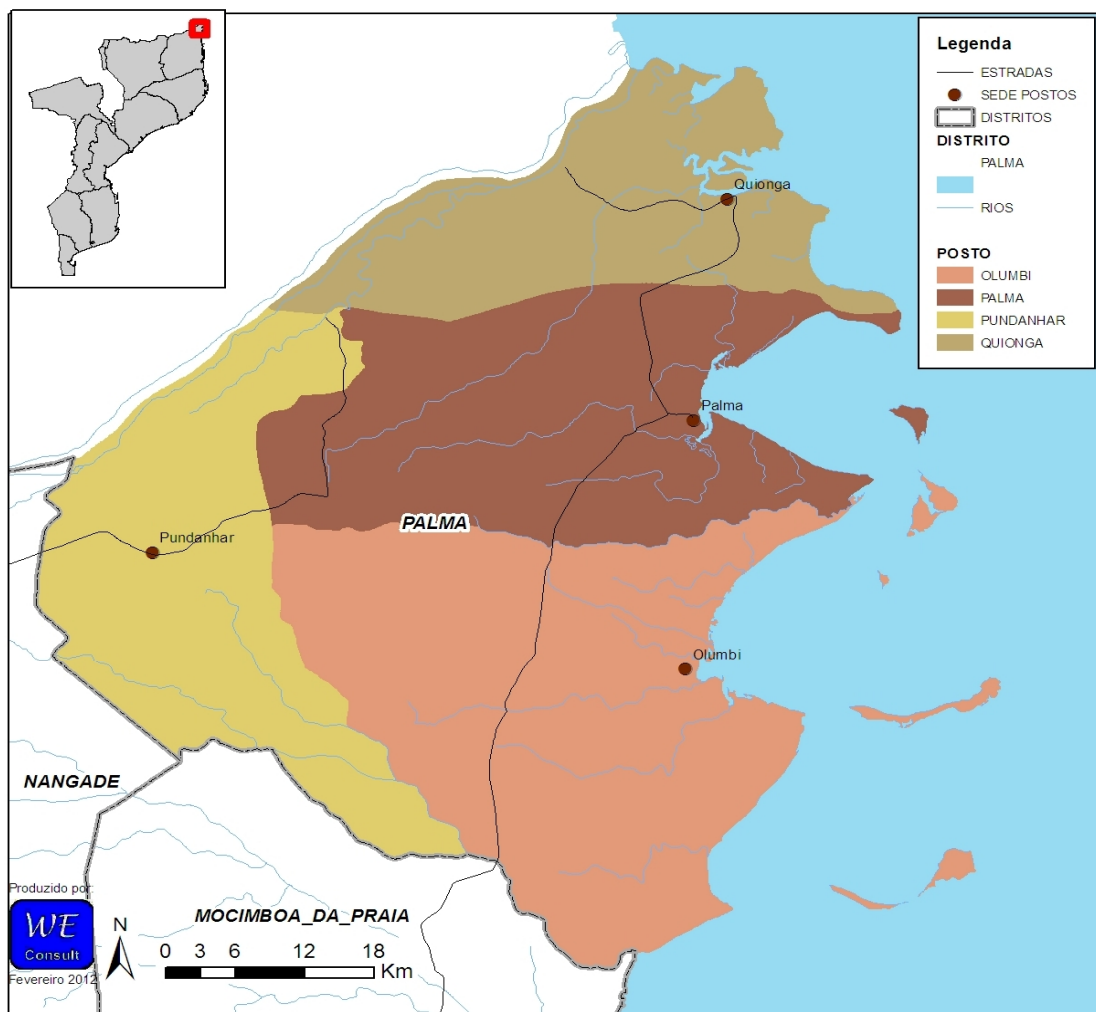 Legenda
ESTRADAS
SEDE POSTOS
DISTRITOS
DISTRITO
PALMA
RIOS
POSTO
OLUMBI
PALMA
PUNDANHAR
QUIONGA
Quionga
Palma
PALMA
Pundanhar
Olumbi
NANGADE
MOCIMBOA_DA_PRAIA
Produzido por:
WE
Consult
Fevereiro 2012
N
0 3 6 12 18
Km